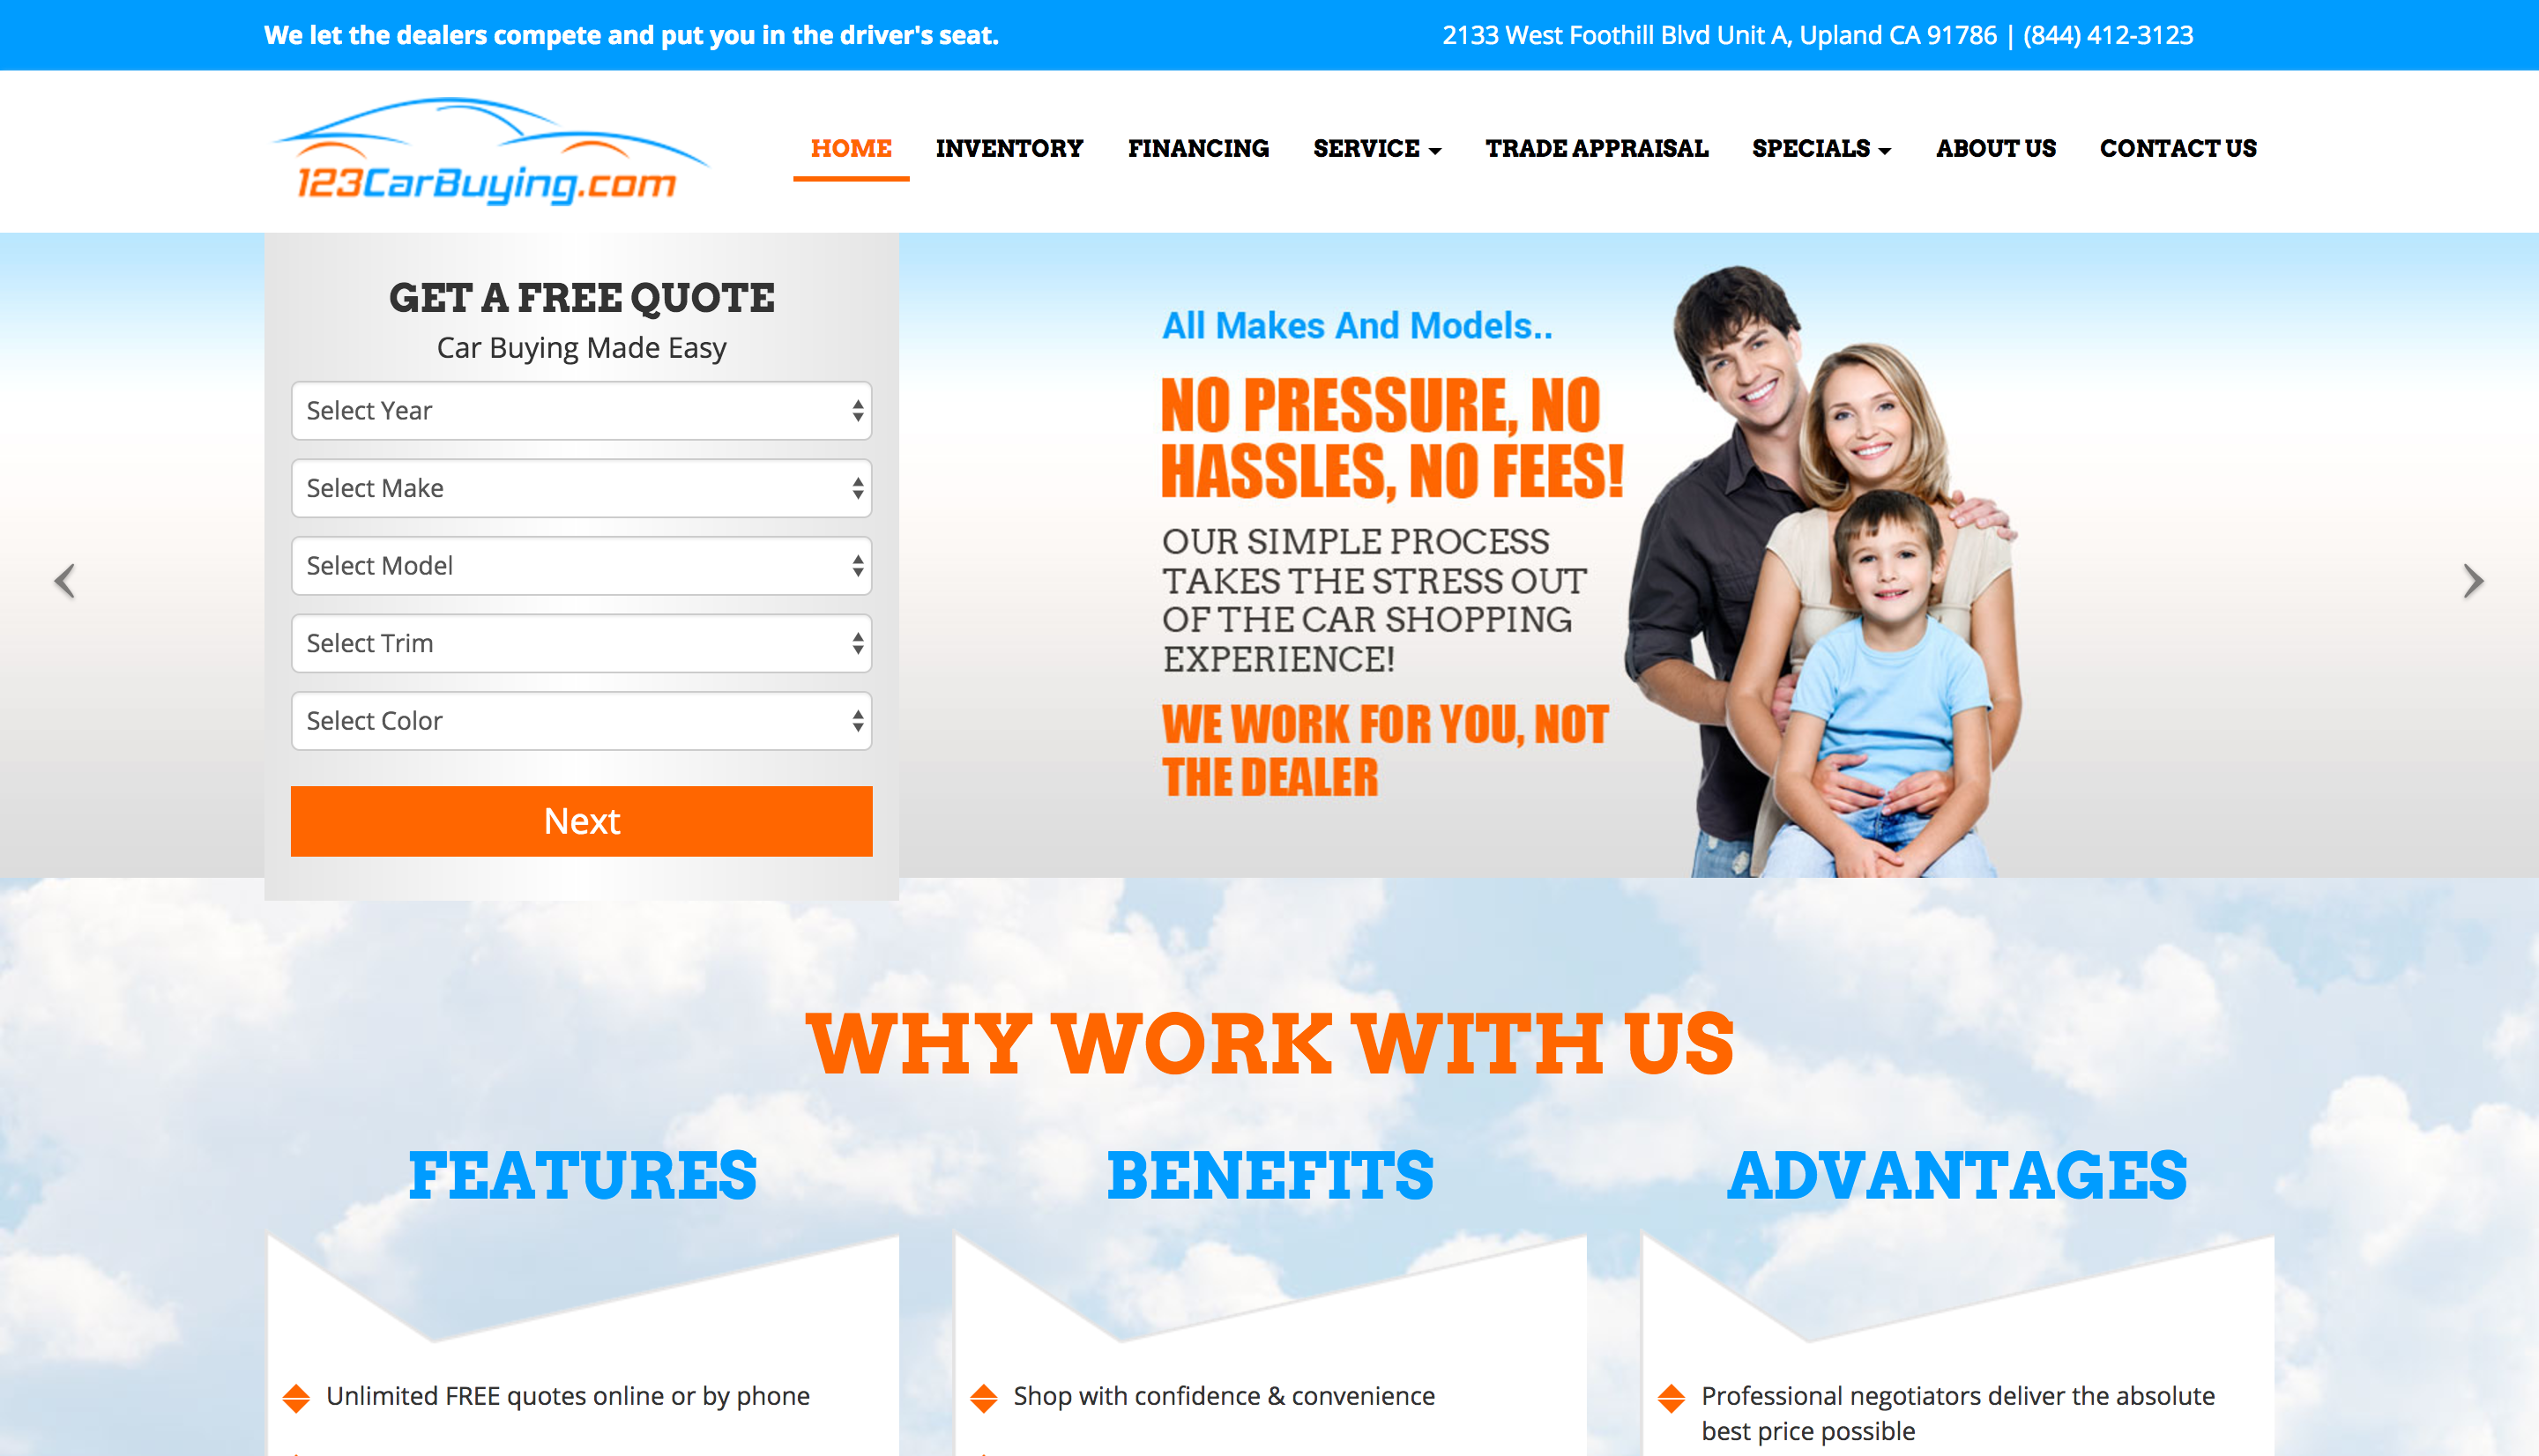 We let the dealers compete and put you in the driver's seat.
2133 West Foothill Blvd Unit A, Upland CA 91786 | (844) 412-3123
123CarBuying.com
HOME
INVENTORY
FINANCING
SERVICE
TRADE APPRAISAL
SPECIALS
ABOUT US
CONTACT US
GET A FREE QUOTE
Car Buying Made Easy
Select Year
Select Make
Select Model
Select Trim
Select Color
Next
All Makes And Models..
NO PRESSURE, NO
HASSLES, NO FEES!
OUR SIMPLE PROCESS
TAKES THE STRESS OUT
OF THE CAR SHOPPING
EXPERIENCE!
WE WORK FOR YOU, NOT
THE DEALER
WHY WORK WITH US
FEATURES
Unlimited FREE quotes online or by phone
BENEFITS
Shop with confidence & convenience
ADVANTAGES
Professional negotiators deliver the absolute
best price possible